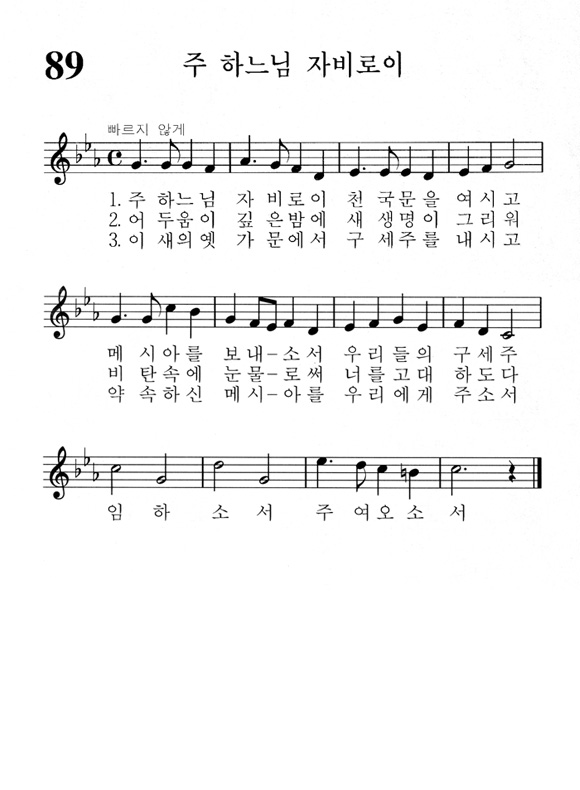 89 주 하느님 자비로이
빠르지 않게
1. 주 하느님 자비로이 천 국문을 여시고
2. 어 두움이 깊은밤에 새 생명이 그리워
3. 이 새의옛 가문에서 구 세주를 내시고
메시아를 보내-소서 우리들의 구세주
비탄속에 눈물-로써 너를고대 하도다
약속하신 메시-아를 우리에게 주소서
임하 소서 주여오소서